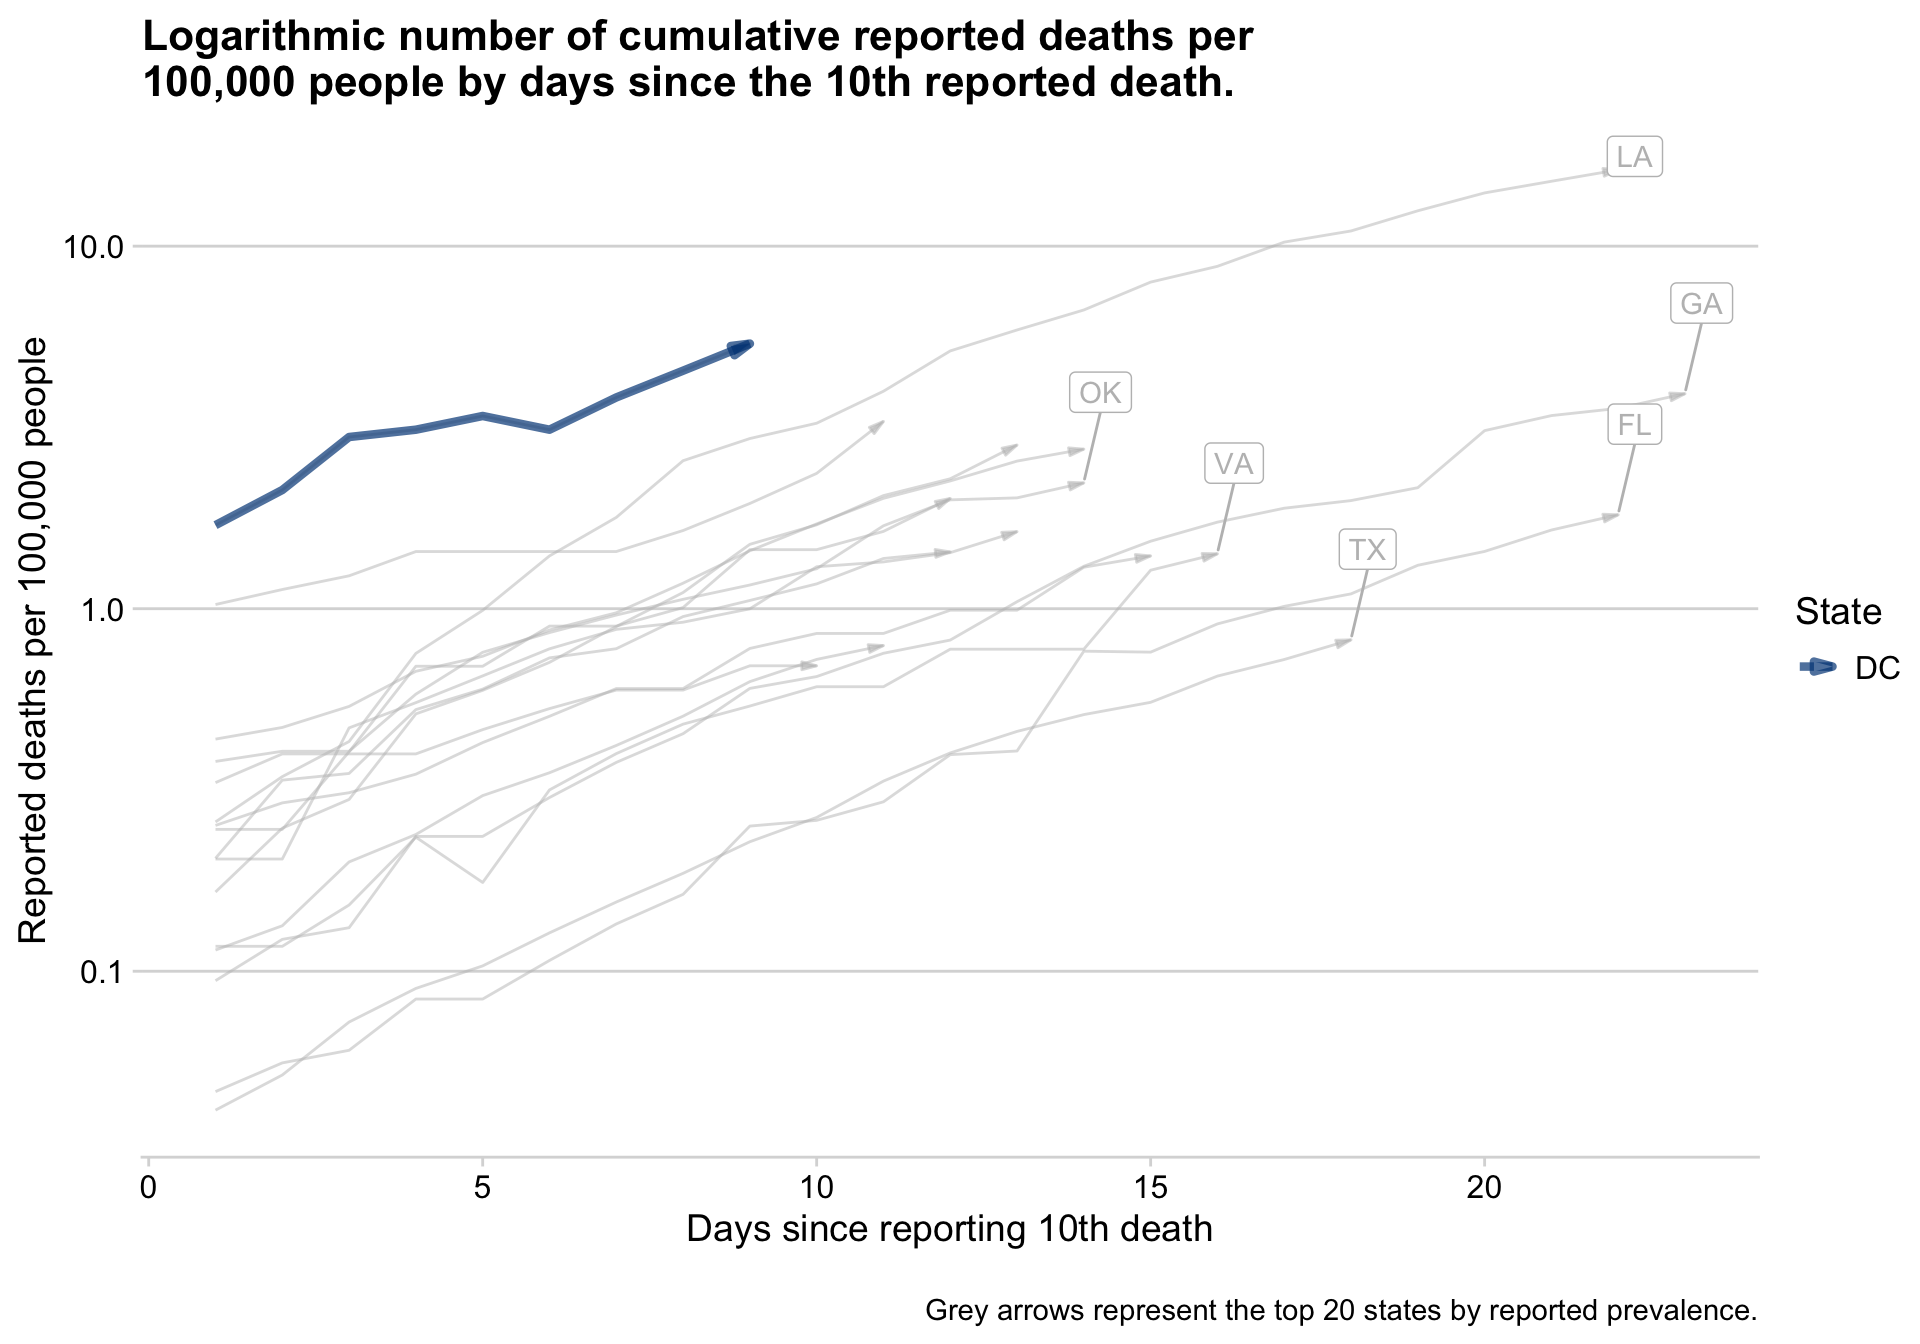 Logarithmic number of cumulative reported deaths per
100,000 people by days since the 10th reported death.
LA
10.0
GA
OK
FL
VA
TX
Reported deaths per 100,000 people
1.0
State
DC
0.1
0 5 10 15 20
Days since reporting 10th death
Grey arrows represent the top 20 states by reported prevalence.